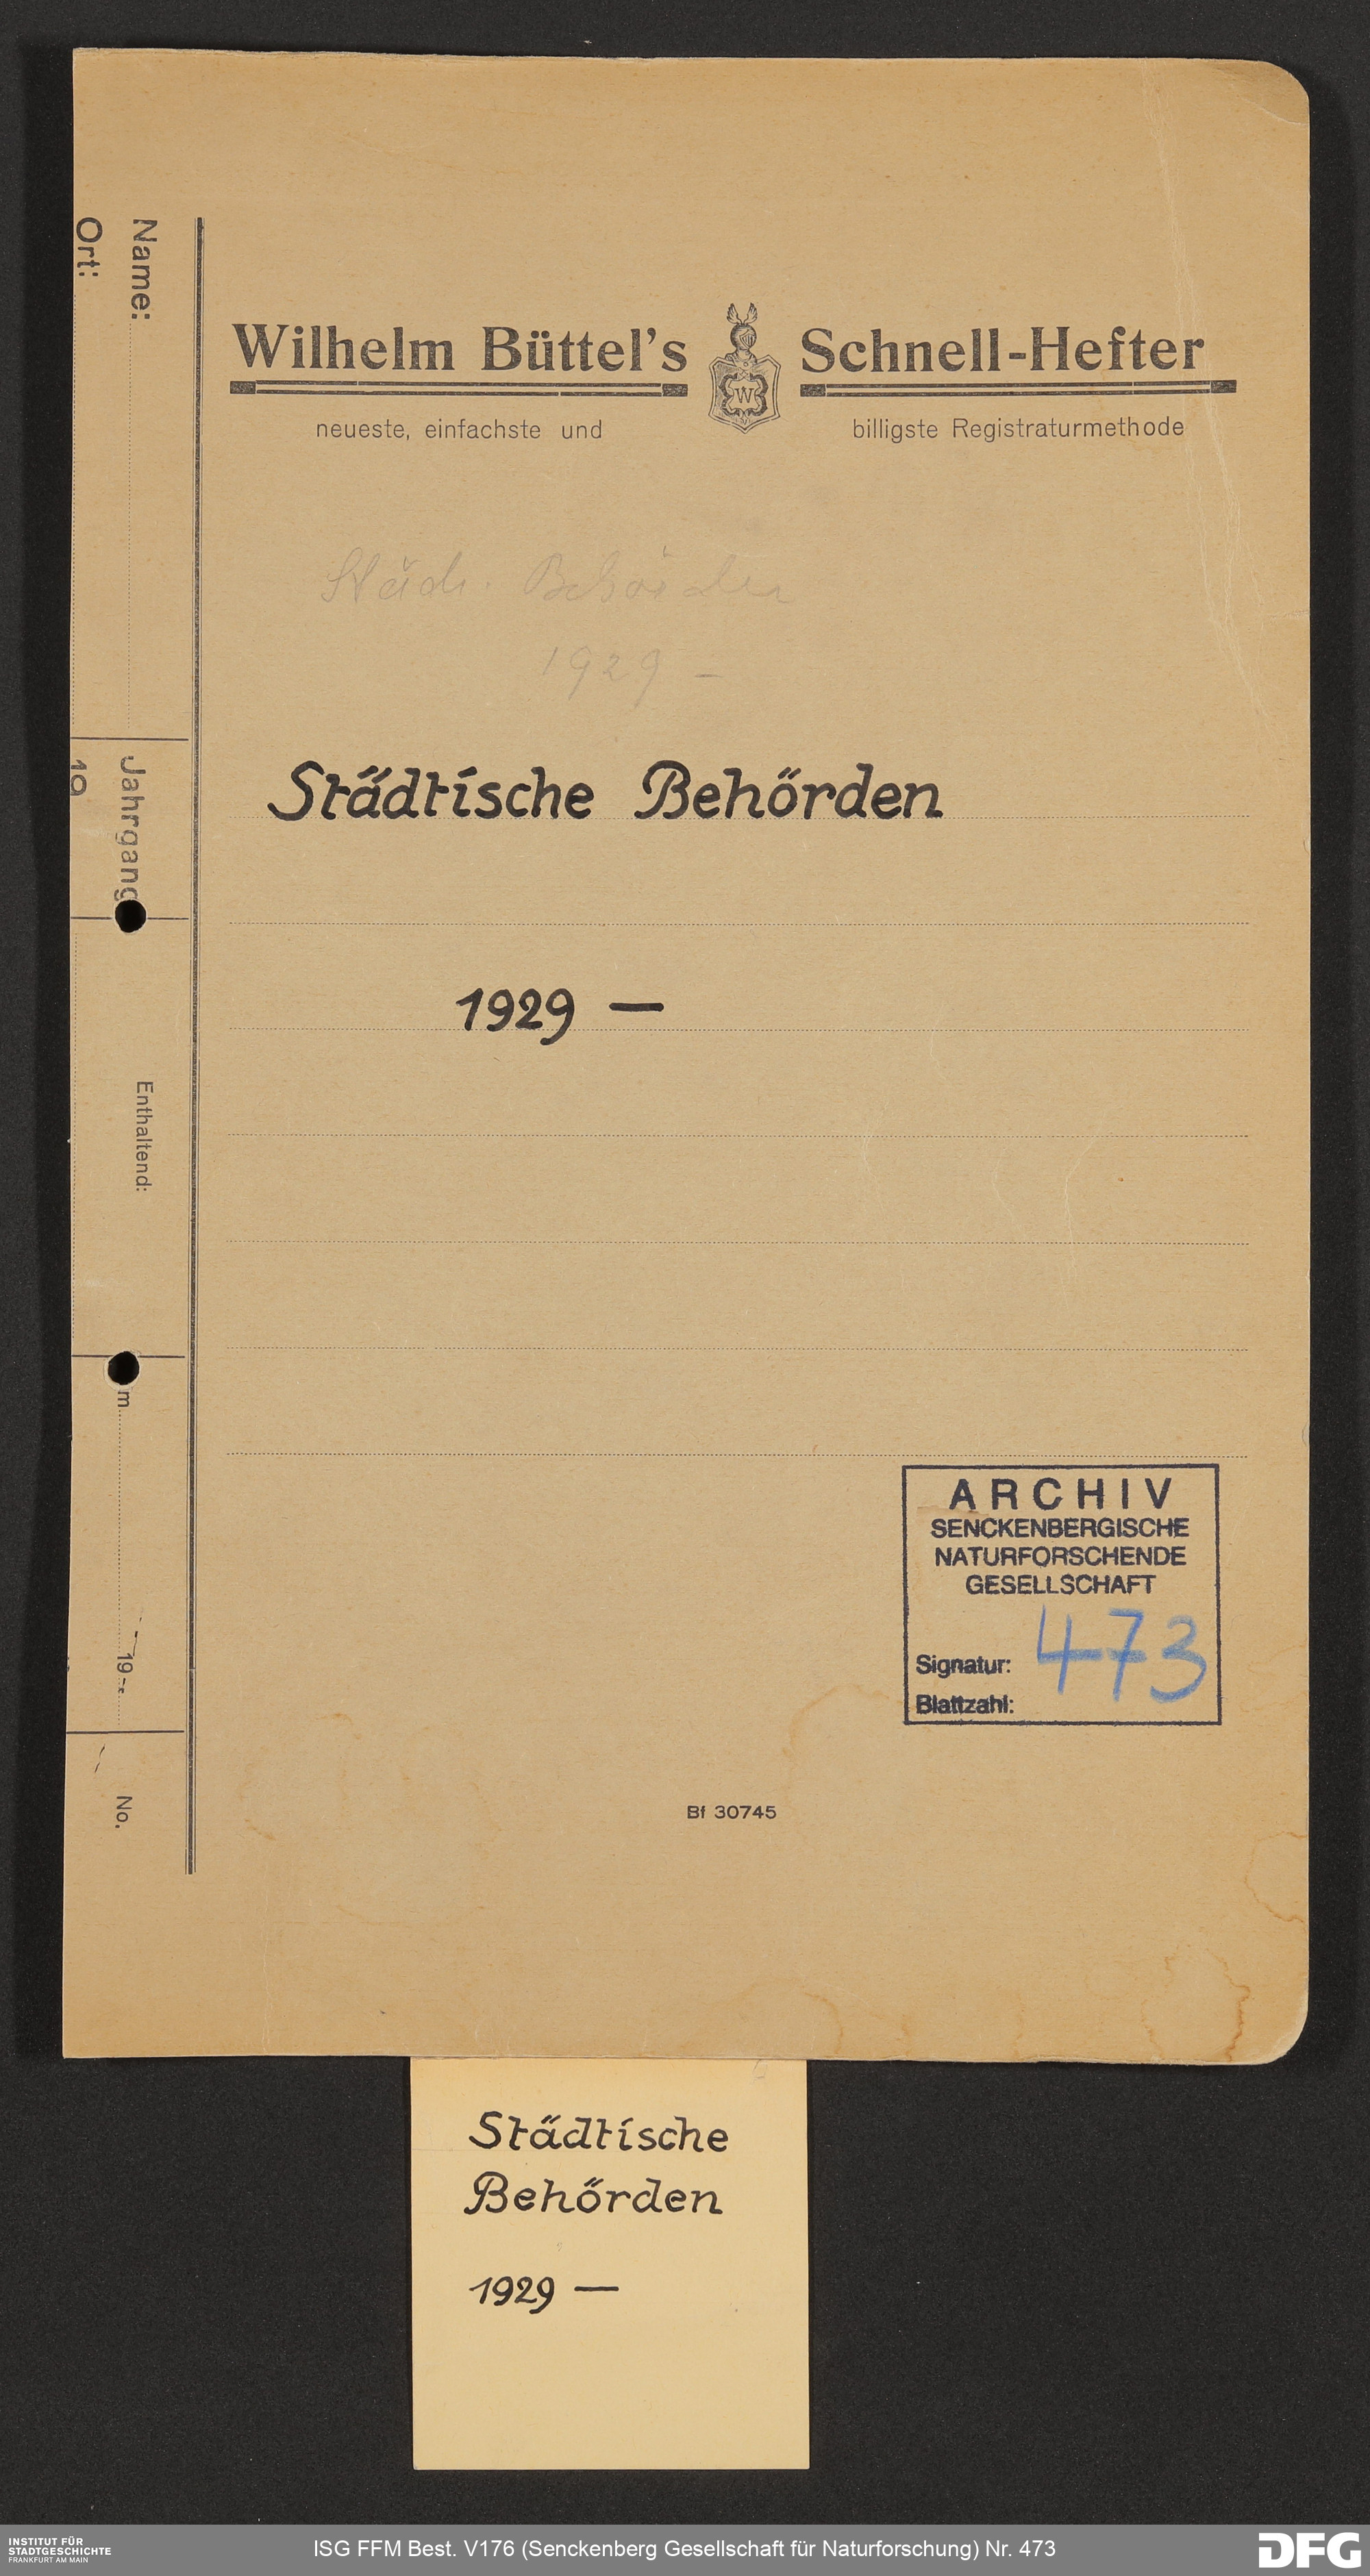 Name:
Ort:
Jahrgang
19
Enthaltend:
m
19
No.
Wilhelm Büttel's Schnell-Hefter
W
neueste, einfachste und billigste Registraturmethode
Städt. Behörden
1929 —
Städtische Behörden
1929 —
ARCHIV
SENCKENBERGISCHE
NATURFORSCHENDE
GESELLSCHAFT
Signatur: 473
Blattzahl:
Bf 30745
Städtische
Behörden
1929 —
INSTITUT FÜR
STADTGESCHICHTE
FRANKFURT AM MAIN
ISG FFM Best. V176 (Senckenberg Gesellschaft für Naturforschung) Nr. 473
DFG